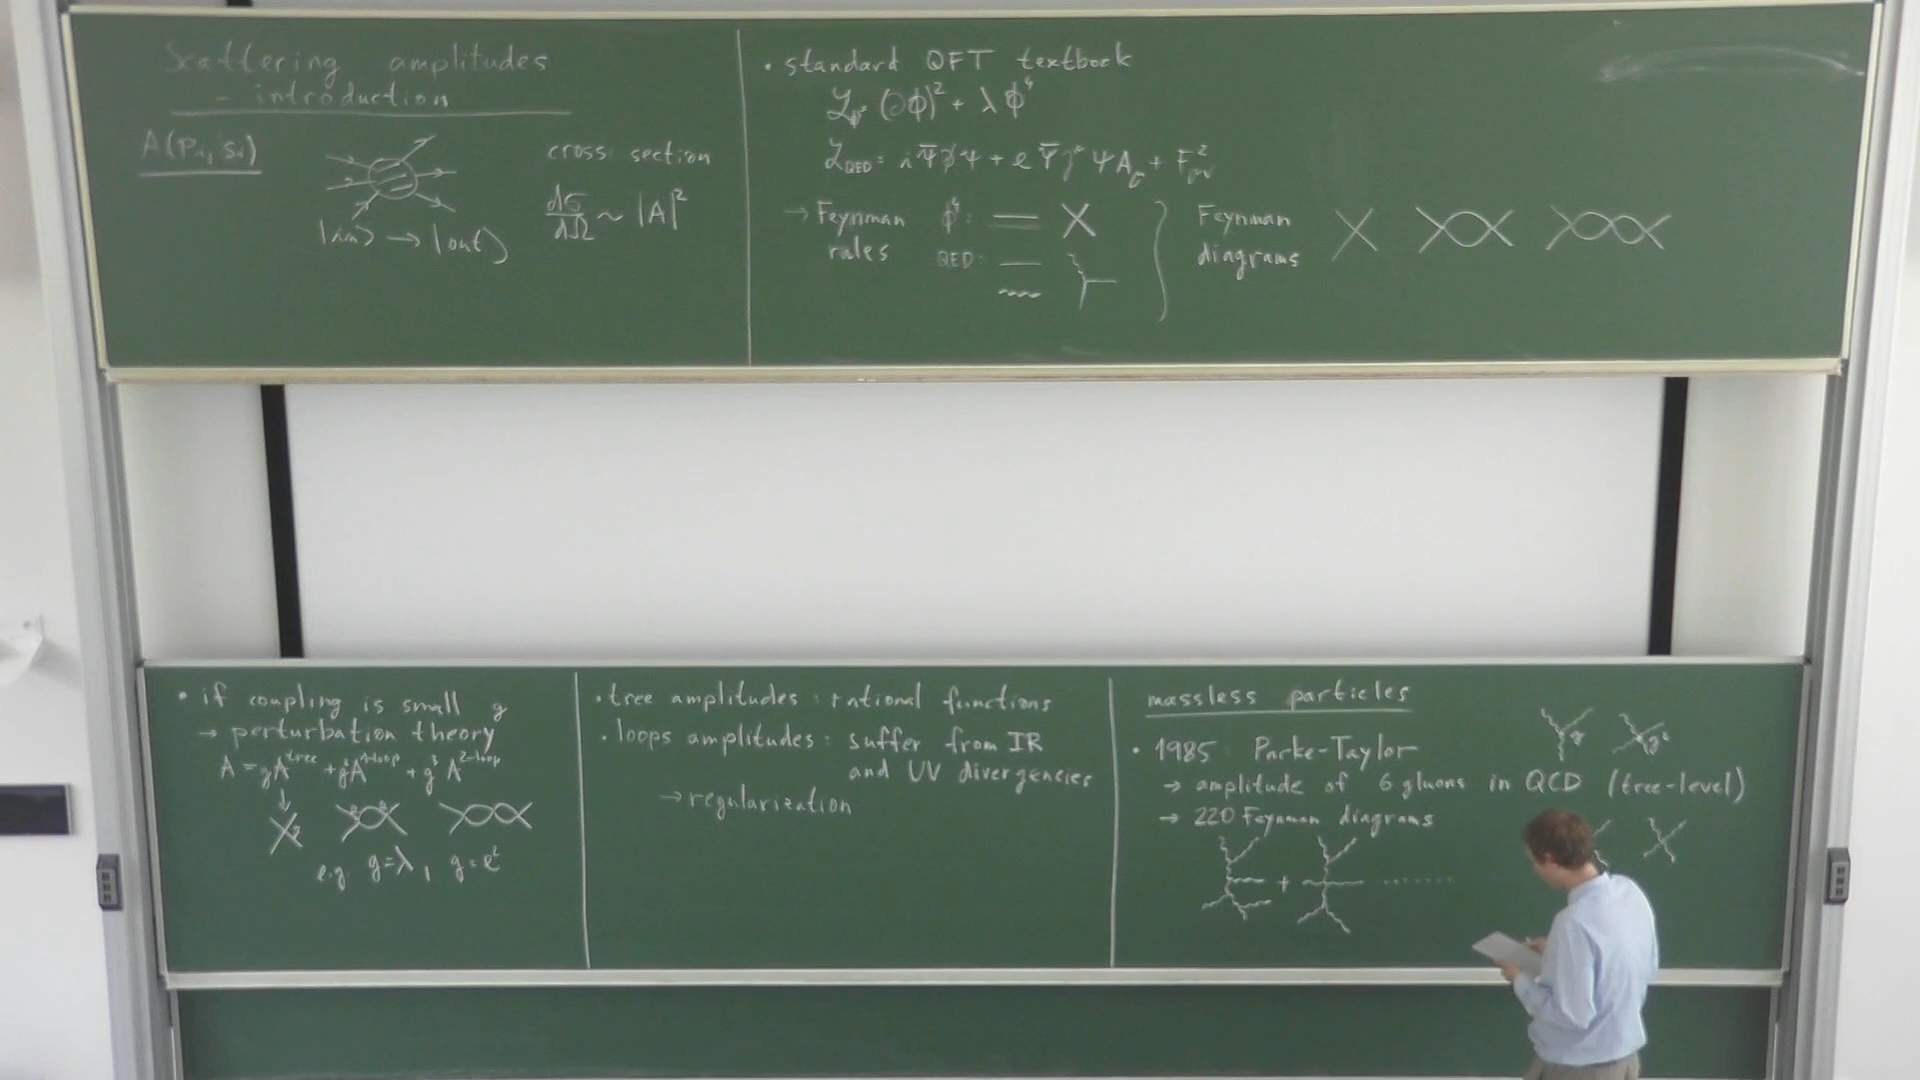 Scattering amplitudes
- introduction
A(p_i, s_i)
|in⟩ → |out⟩
cross section
dσ/dΩ ~ |A|²
• standard QFT textbook
ℒ_φ⁴ = (∂φ)² + λφ⁴
ℒ_QED = i Ψ̄ ∂̸ Ψ + e Ψ̄ γ^μ Ψ A_μ + F²_μν
→ Feynman rules
φ⁴:
QED:
Feynman diagrams
• if coupling is small g
→ perturbation theory
A = gA^tree + g²A^1-loop + g³A^2-loop
e.g. g=λ, g=e²
• tree amplitudes: rational functions
• loops amplitudes: suffer from IR
and UV divergencies
→ regularization
massless particles
g
g²
• 1985 Parke-Taylor
→ amplitude of 6 gluons in QCD (tree-level)
→ 220 Feynman diagrams
+ ........